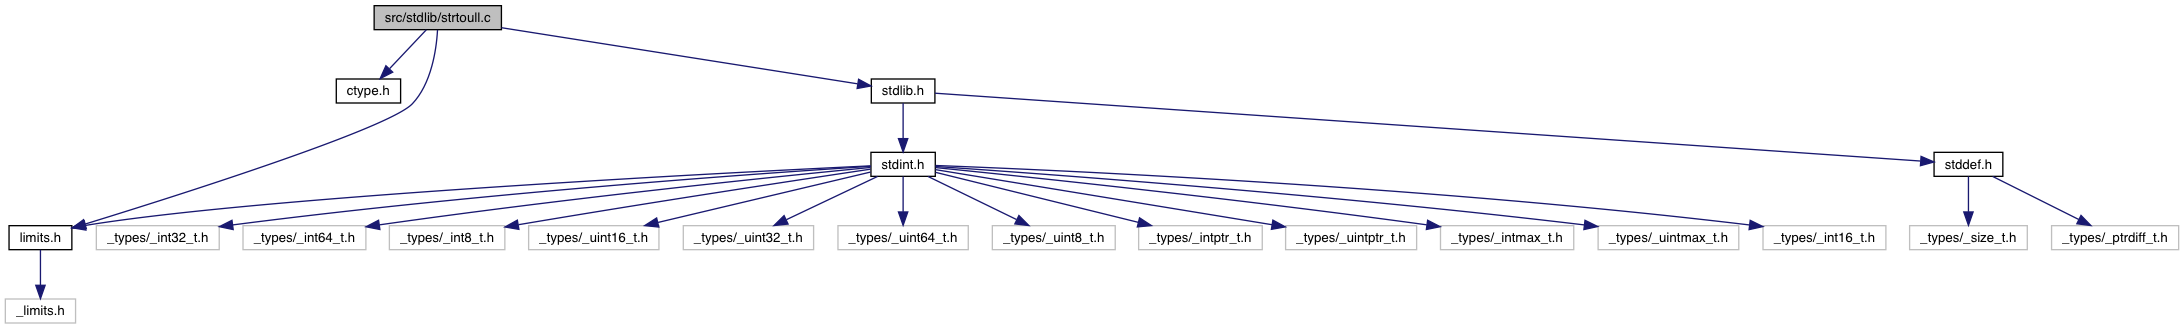 src/stdlib/strtoull.c
ctype.h
stdlib.h
stdint.h
stddef.h
limits.h
_types/_int32_t.h
_types/_int64_t.h
_types/_int8_t.h
_types/_uint16_t.h
_types/_uint32_t.h
_types/_uint64_t.h
_types/_uint8_t.h
_types/_intptr_t.h
_types/_uintptr_t.h
_types/_intmax_t.h
_types/_uintmax_t.h
_types/_int16_t.h
_types/_size_t.h
_types/_ptrdiff_t.h
_limits.h